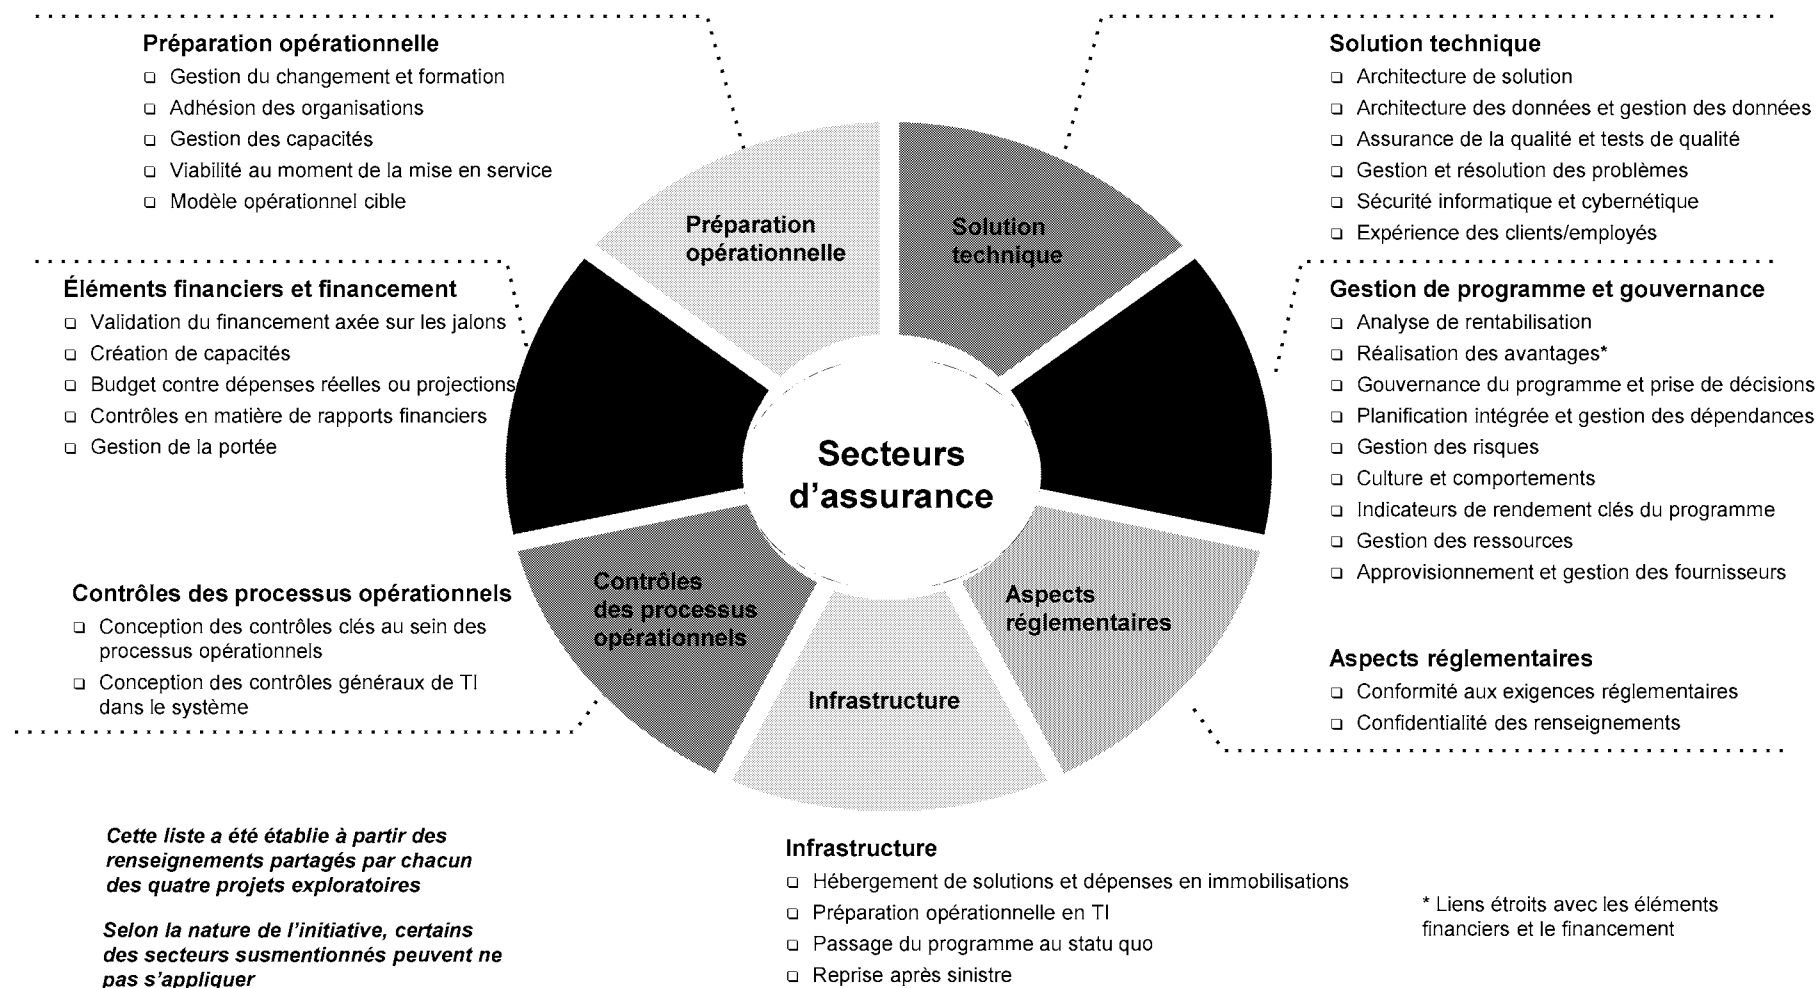 Préparation opérationnelle
❑ Gestion du changement et formation
❑ Adhésion des organisations
❑ Gestion des capacités
❑ Viabilité au moment de la mise en service
❑ Modèle opérationnel cible
Éléments financiers et financement
❑ Validation du financement axée sur les jalons
❑ Création de capacités
❑ Budget contre dépenses réelles ou projections
❑ Contrôles en matière de rapports financiers
❑ Gestion de la portée
Contrôles des processus opérationnels
❑ Conception des contrôles clés au sein des
processus opérationnels
❑ Conception des contrôles généraux de TI
dans le système
Préparation
opérationnelle
Solution
technique
Secteurs
d’assurance
Contrôles
des processus
opérationnels
Infrastructure
Aspects
réglementaires
Solution technique
❑ Architecture de solution
❑ Architecture des données et gestion des données
❑ Assurance de la qualité et tests de qualité
❑ Gestion et résolution des problèmes
❑ Sécurité informatique et cybernétique
❑ Expérience des clients/employés
Gestion de programme et gouvernance
❑ Analyse de rentabilisation
❑ Réalisation des avantages*
❑ Gouvernance du programme et prise de décisions
❑ Planification intégrée et gestion des dépendances
❑ Gestion des risques
❑ Culture et comportements
❑ Indicateurs de rendement clés du programme
❑ Gestion des ressources
❑ Approvisionnement et gestion des fournisseurs
Aspects réglementaires
❑ Conformité aux exigences réglementaires
❑ Confidentialité des renseignements
Cette liste a été établie à partir des
renseignements partagés par chacun
des quatre projets exploratoires
Selon la nature de l’initiative, certains
des secteurs susmentionnés peuvent ne
pas s’appliquer
Infrastructure
❑ Hébergement de solutions et dépenses en immobilisations
❑ Préparation opérationnelle en TI
❑ Passage du programme au statu quo
❑ Reprise après sinistre
* Liens étroits avec les éléments
financiers et le financement